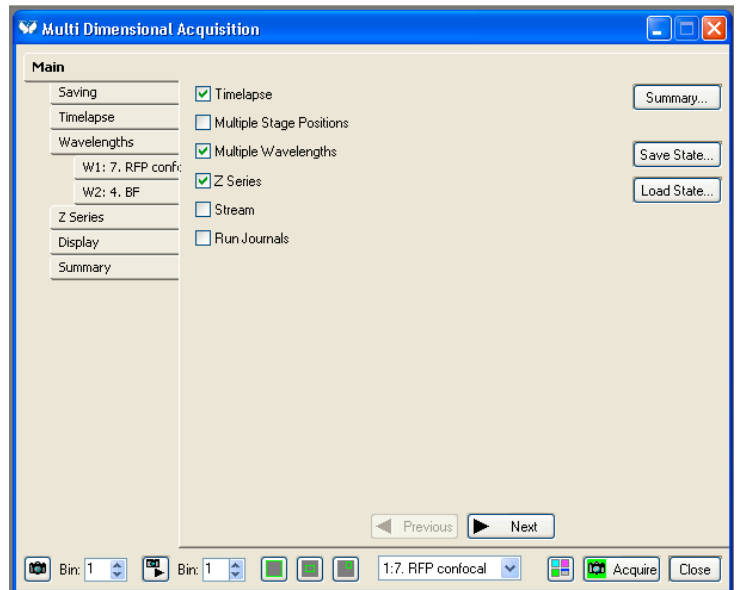 Multi Dimensional Acquisition
Main
Saving
Timelapse
Wavelengths
W1: 7. RFP conf
W2: 4. BF
Z Series
Display
Summary
Timelapse
Multiple Stage Positions
Multiple Wavelengths
Z Series
Stream
Run Journals
Summary...
Save State...
Load State...
Previous Next
Bin: 1 Bin: 1 1:7. RFP confocal Acquire Close